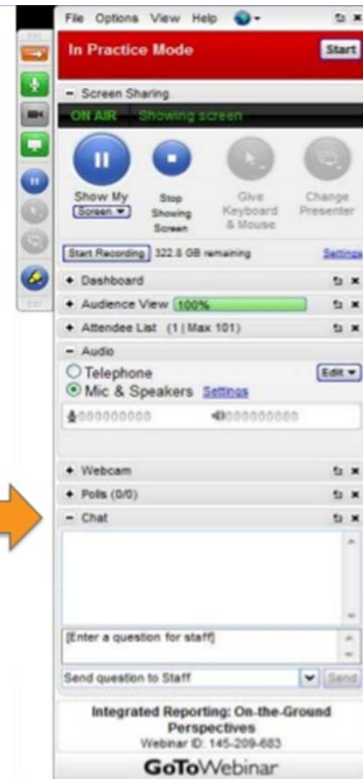 File Options View Help
In Practice Mode
Start
- Screen Sharing
ON AIR Showing screen
Show My
Screen
Stop
Showing
Screen
Give
Keyboard
& Mouse
Change
Presenter
Start Recording 322.8 GB remaining Settings
+ Dashboard
+ Audience View 100%
+ Attendee List (1 | Max 101)
- Audio
Telephone
Edit
Mic & Speakers Settings
+ Webcam
+ Polls (0/0)
- Chat
[Enter a question for staff]
Send question to Staff Send
Integrated Reporting: On-the-Ground
Perspectives
Webinar ID: 145-209-683
GoToWebinar